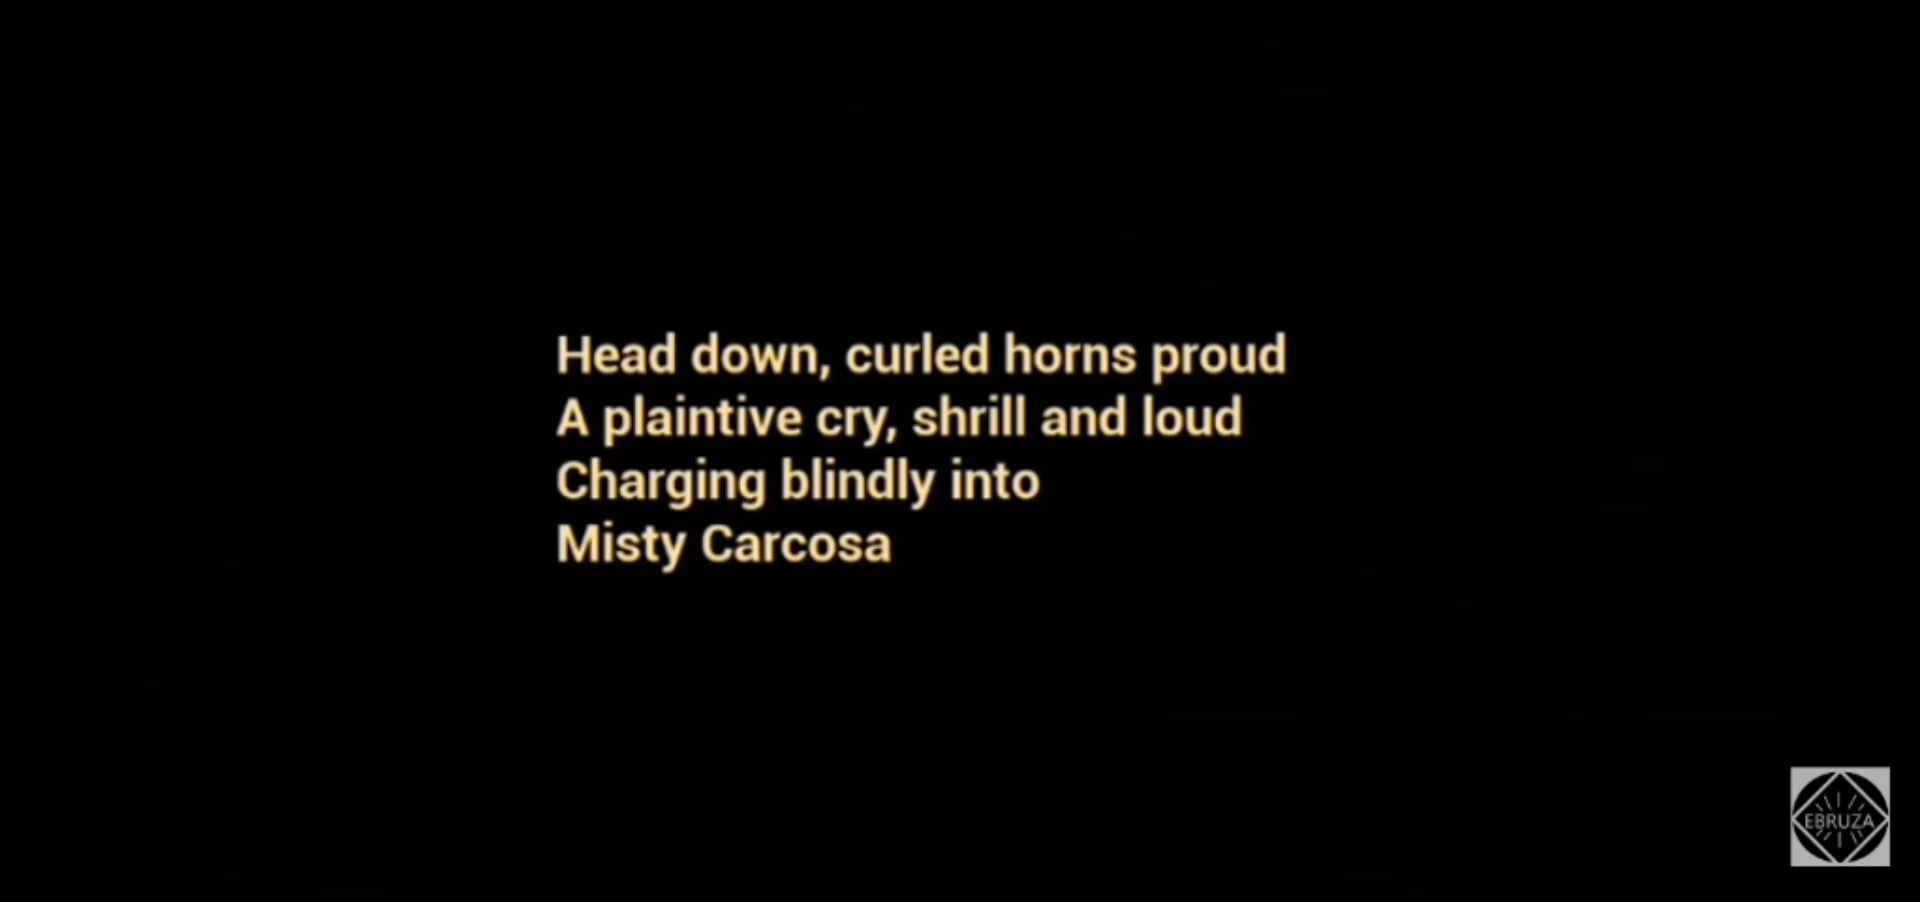 Head down, curled horns proud
A plaintive cry, shrill and loud
Charging blindly into
Misty Carcosa
EBRUZA